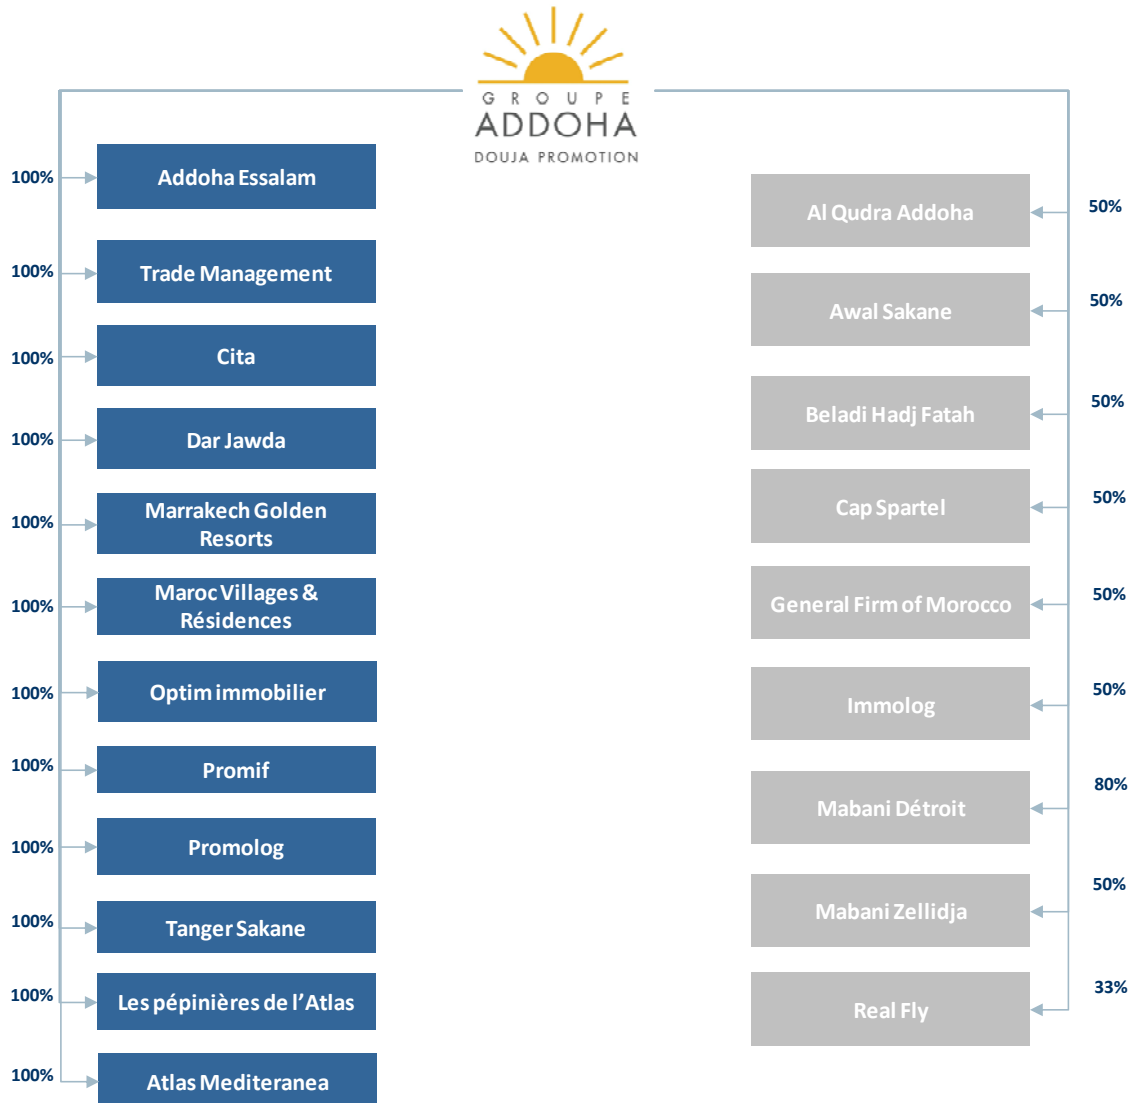 GROUPE
ADDOHA
DOUJA PROMOTION
100%
Addoha Essalam
100%
Trade Management
100%
Cita
100%
Dar Jawda
100%
Marrakech Golden
Resorts
100%
Maroc Villages &
Résidences
100%
Optim immobilier
100%
Promif
100%
Promolog
100%
Tanger Sakane
100%
Les pépinières de l'Atlas
100%
Atlas Mediteranea
Al Qudra Addoha
50%
Awal Sakane
50%
Beladi Hadj Fatah
50%
Cap Spartel
50%
General Firm of Morocco
50%
Immolog
50%
Mabani Détroit
80%
Mabani Zellidja
50%
Real Fly
33%